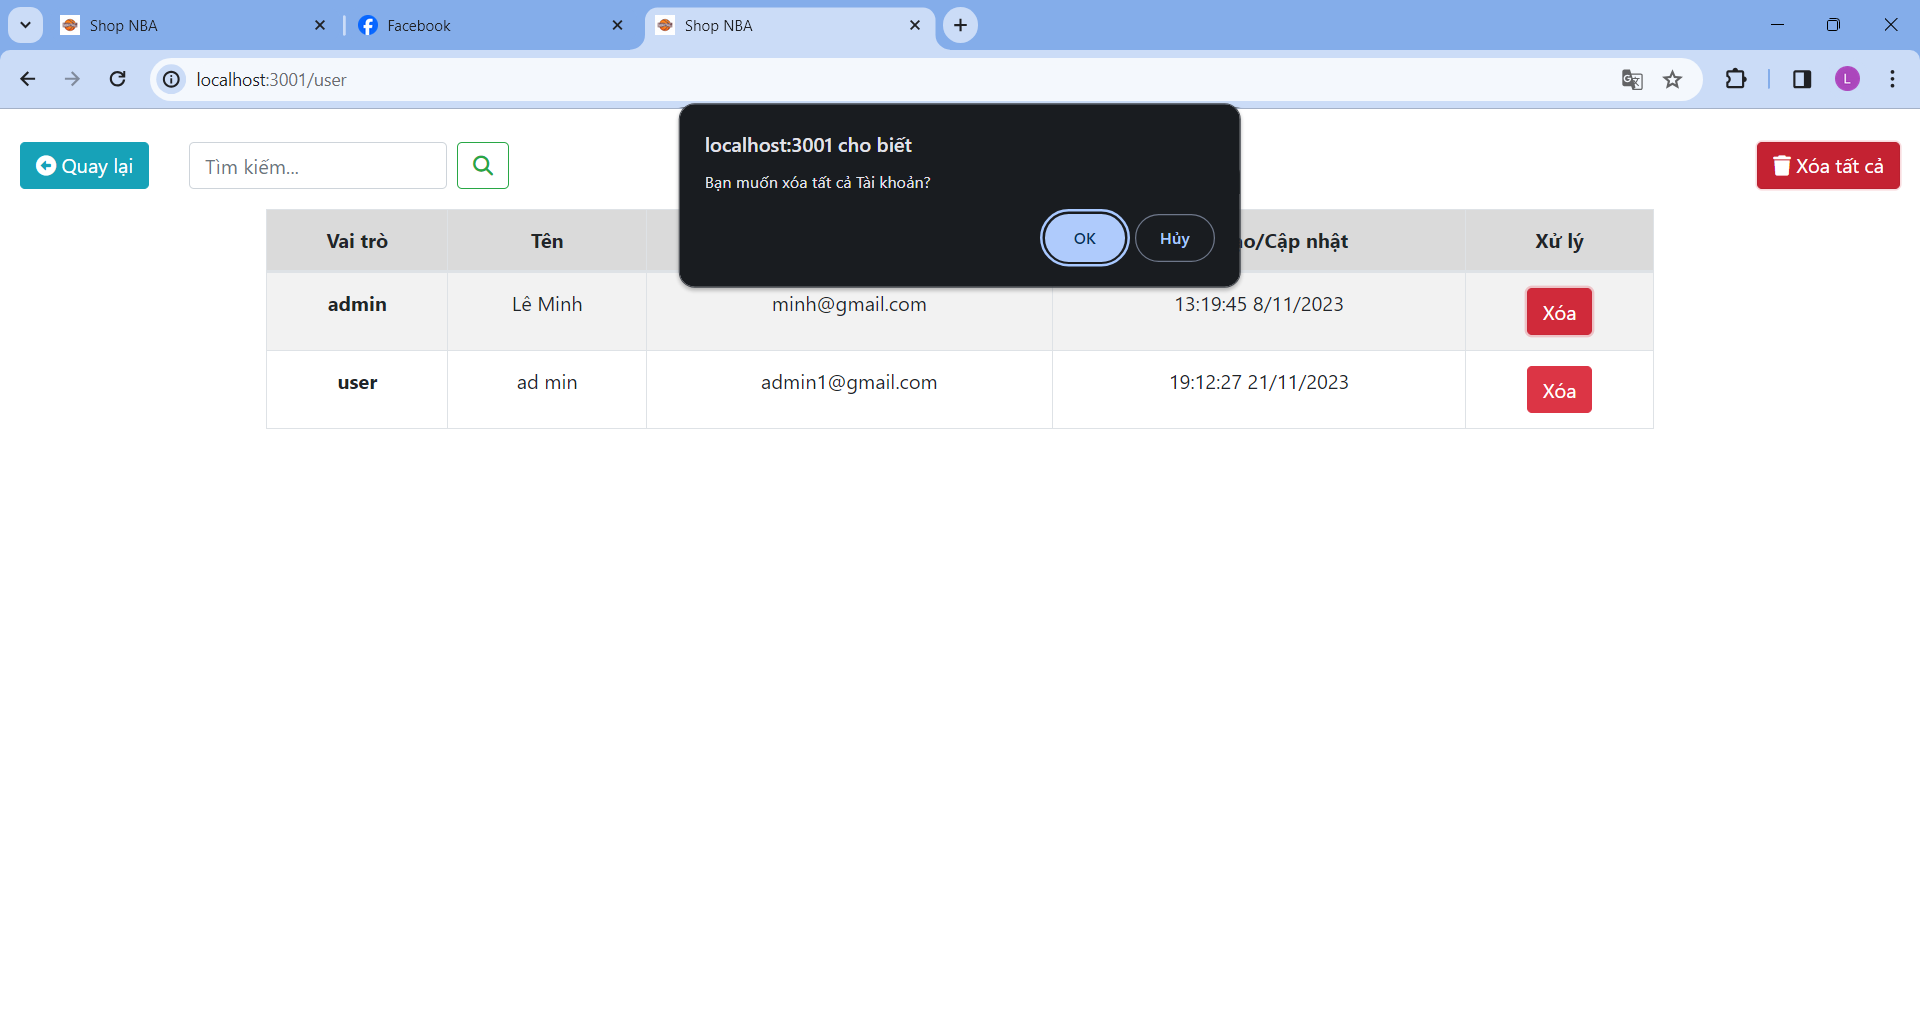 Shop NBA
Facebook
Shop NBA
localhost:3001/user
L
localhost:3001 cho biết
Bạn muốn xóa tất cả Tài khoản?
OK
Hủy
Quay lại
Tìm kiếm...
Xóa tất cả
Vai trò
Tên
o/Cập nhật
Xử lý
admin
Lê Minh
minh@gmail.com
13:19:45 8/11/2023
Xóa
user
ad min
admin1@gmail.com
19:12:27 21/11/2023
Xóa